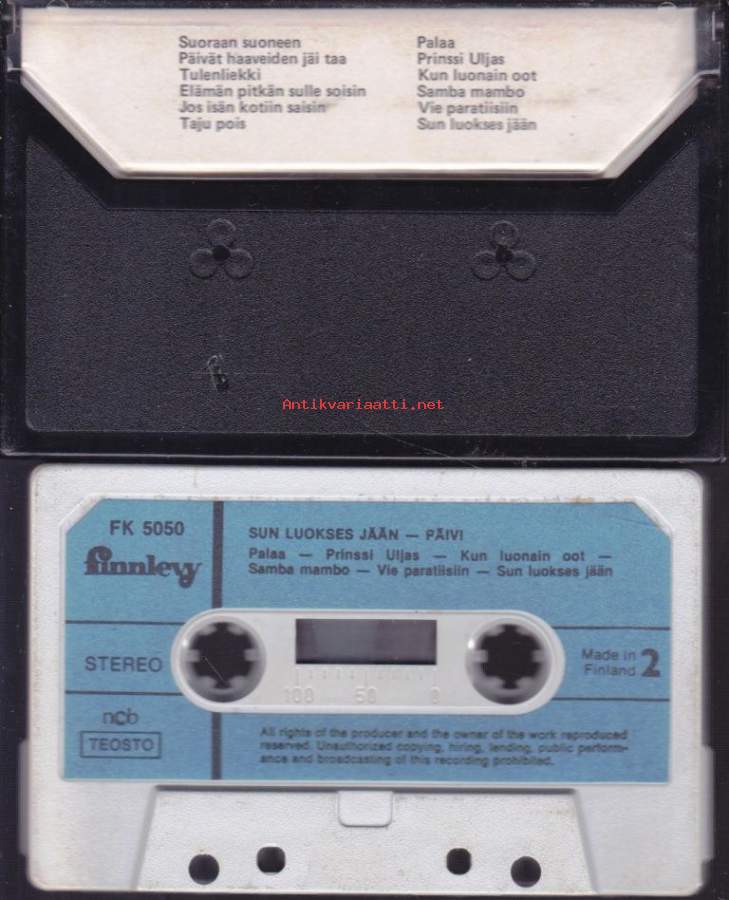 Suoraan suoneen
Päivät haaveiden jäi taa
Tulenliekki
Elämän pitkän sulle soisin
Jos isän kotiin saisin
Taju pois
Palaa
Prinssi Uljas
Kun luonain oot
Samba mambo
Vie paratiisiin
Sun luokses jään
Antikvariaatti.net
FK 5050
finnlevy
STEREO
ncb
TEOSTO
SUN LUOKSES JÄÄN — PÄIVI
Palaa — Prinssi Uljas — Kun luonain oot —
Samba mambo — Vie paratiisiin — Sun luokses jään
100 50 0
Made in
Finland 2
All rights of the producer and the owner of the work reproduced
reserved. Unauthorized copying, hiring, lending, public perform-
ance and broadcasting of this recording prohibited.